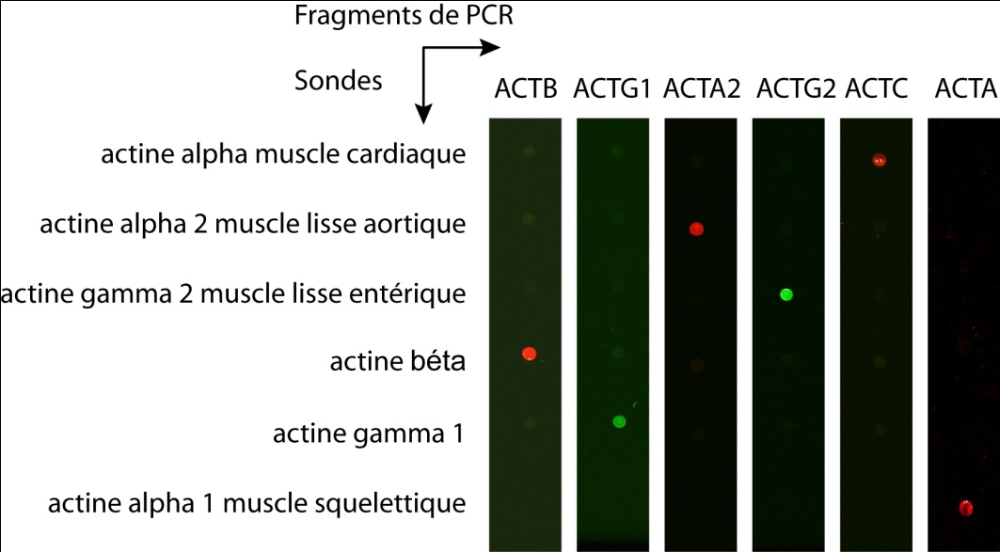 Fragments de PCR
Sondes
ACTB ACTG1 ACTA2 ACTG2 ACTC ACTA
actine alpha muscle cardiaque
actine alpha 2 muscle lisse aortique
actine gamma 2 muscle lisse entérique
actine béta
actine gamma 1
actine alpha 1 muscle squelettique